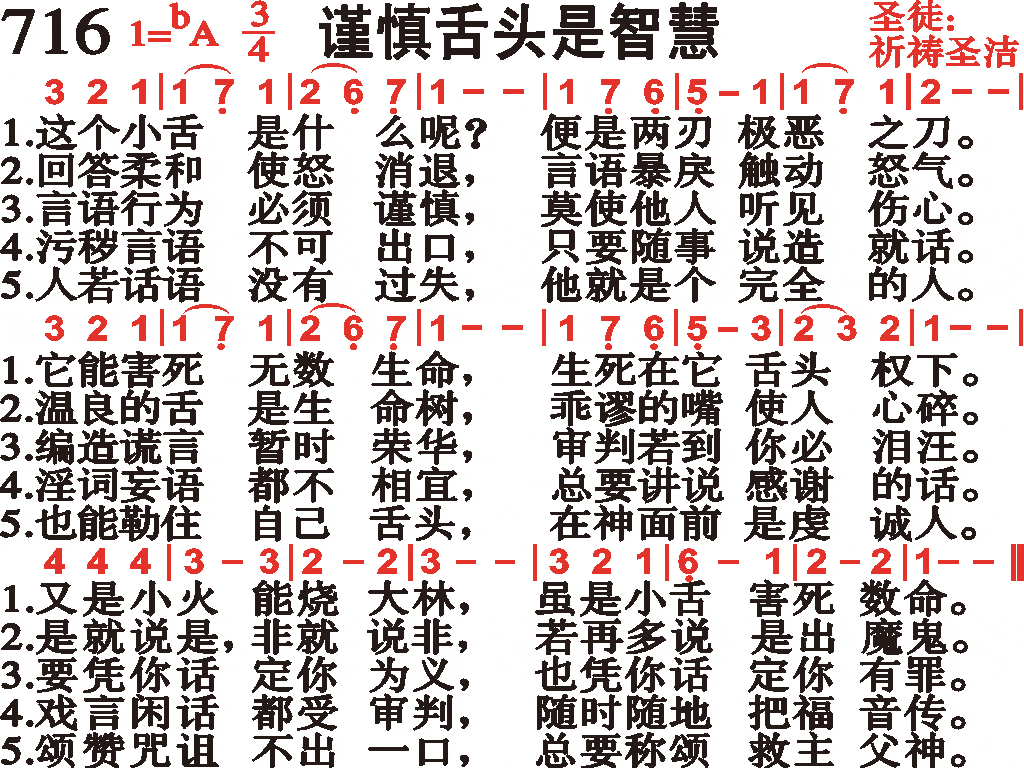 716 1=bA 3/4 谨慎舌头是智慧 圣徒:
祈祷圣洁
3 2 1|1 7 1|2 6 7|1 - -|1 7 6|5 - 1|1 7 1|2 - -|
1.这个小舌 是什 么呢? 便是两刃 极恶 之刀。
2.回答柔和 使怒 消退, 言语暴戾 触动 怒气。
3.言语行为 必须 谨慎, 莫使他人 听见 伤心。
4.污秽言语 不可 出口, 只要随事 说造 就话。
5.人若话语 没有 过失, 他就是个 完全 的人。
3 2 1|1 7 1|2 6 7|1 - -|1 7 6|5 - 3|2 3 2|1 - -|
1.它能害死 无数 生命, 生死在它 舌头 权下。
2.温良的舌 是生 命树, 乖谬的嘴 使人 心碎。
3.编造谎言 暂时 荣华, 审判若到 你必 泪汪。
4.淫词妄语 都不 相宜, 总要讲说 感谢 的话。
5.也能勒住 自己 舌头, 在神面前 是虔 诚人。
4 4 4|3 - 3|2 - 2|3 - -|3 2 1|6 - 1|2 - 2|1 - -‖
1.又是小火 能烧 大林, 虽是小舌 害死 数命。
2.是就说是, 非就 说非, 若再多说 是出 魔鬼。
3.要凭你话 定你 为义, 也凭你话 定你 有罪。
4.戏言闲话 都受 审判, 随时随地 把福 音传。
5.颂赞咒诅 不出 一口, 总要称颂 救主 父神。